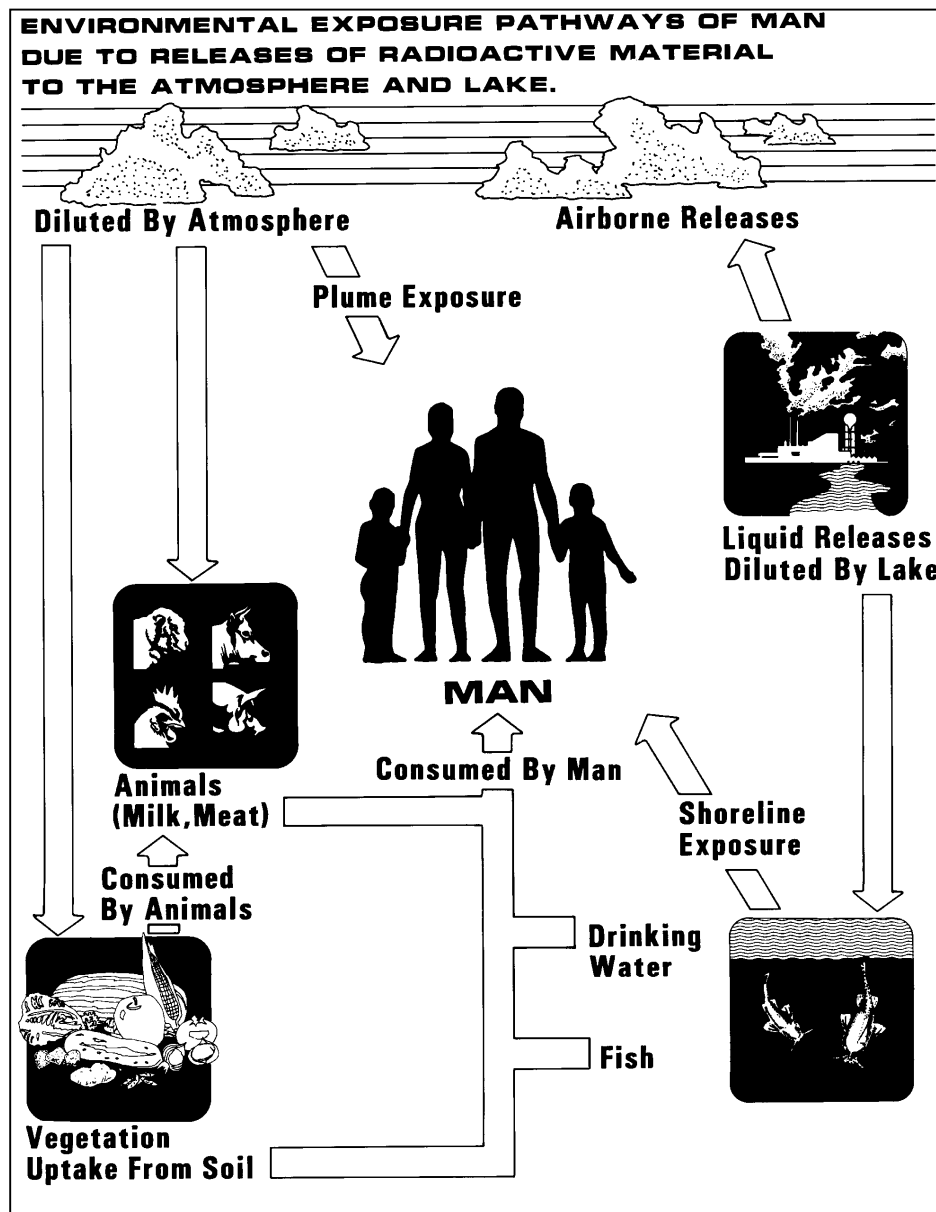 ENVIRONMENTAL EXPOSURE PATHWAYS OF MAN
DUE TO RELEASES OF RADIOACTIVE MATERIAL
TO THE ATMOSPHERE AND LAKE.
Diluted By Atmosphere
Airborne Releases
Plume Exposure
Liquid Releases
Diluted By Lake
MAN
Consumed By Man
Animals
(Milk,Meat)
Shoreline
Exposure
Consumed
By Animals
Drinking
Water
Fish
Vegetation
Uptake From Soil